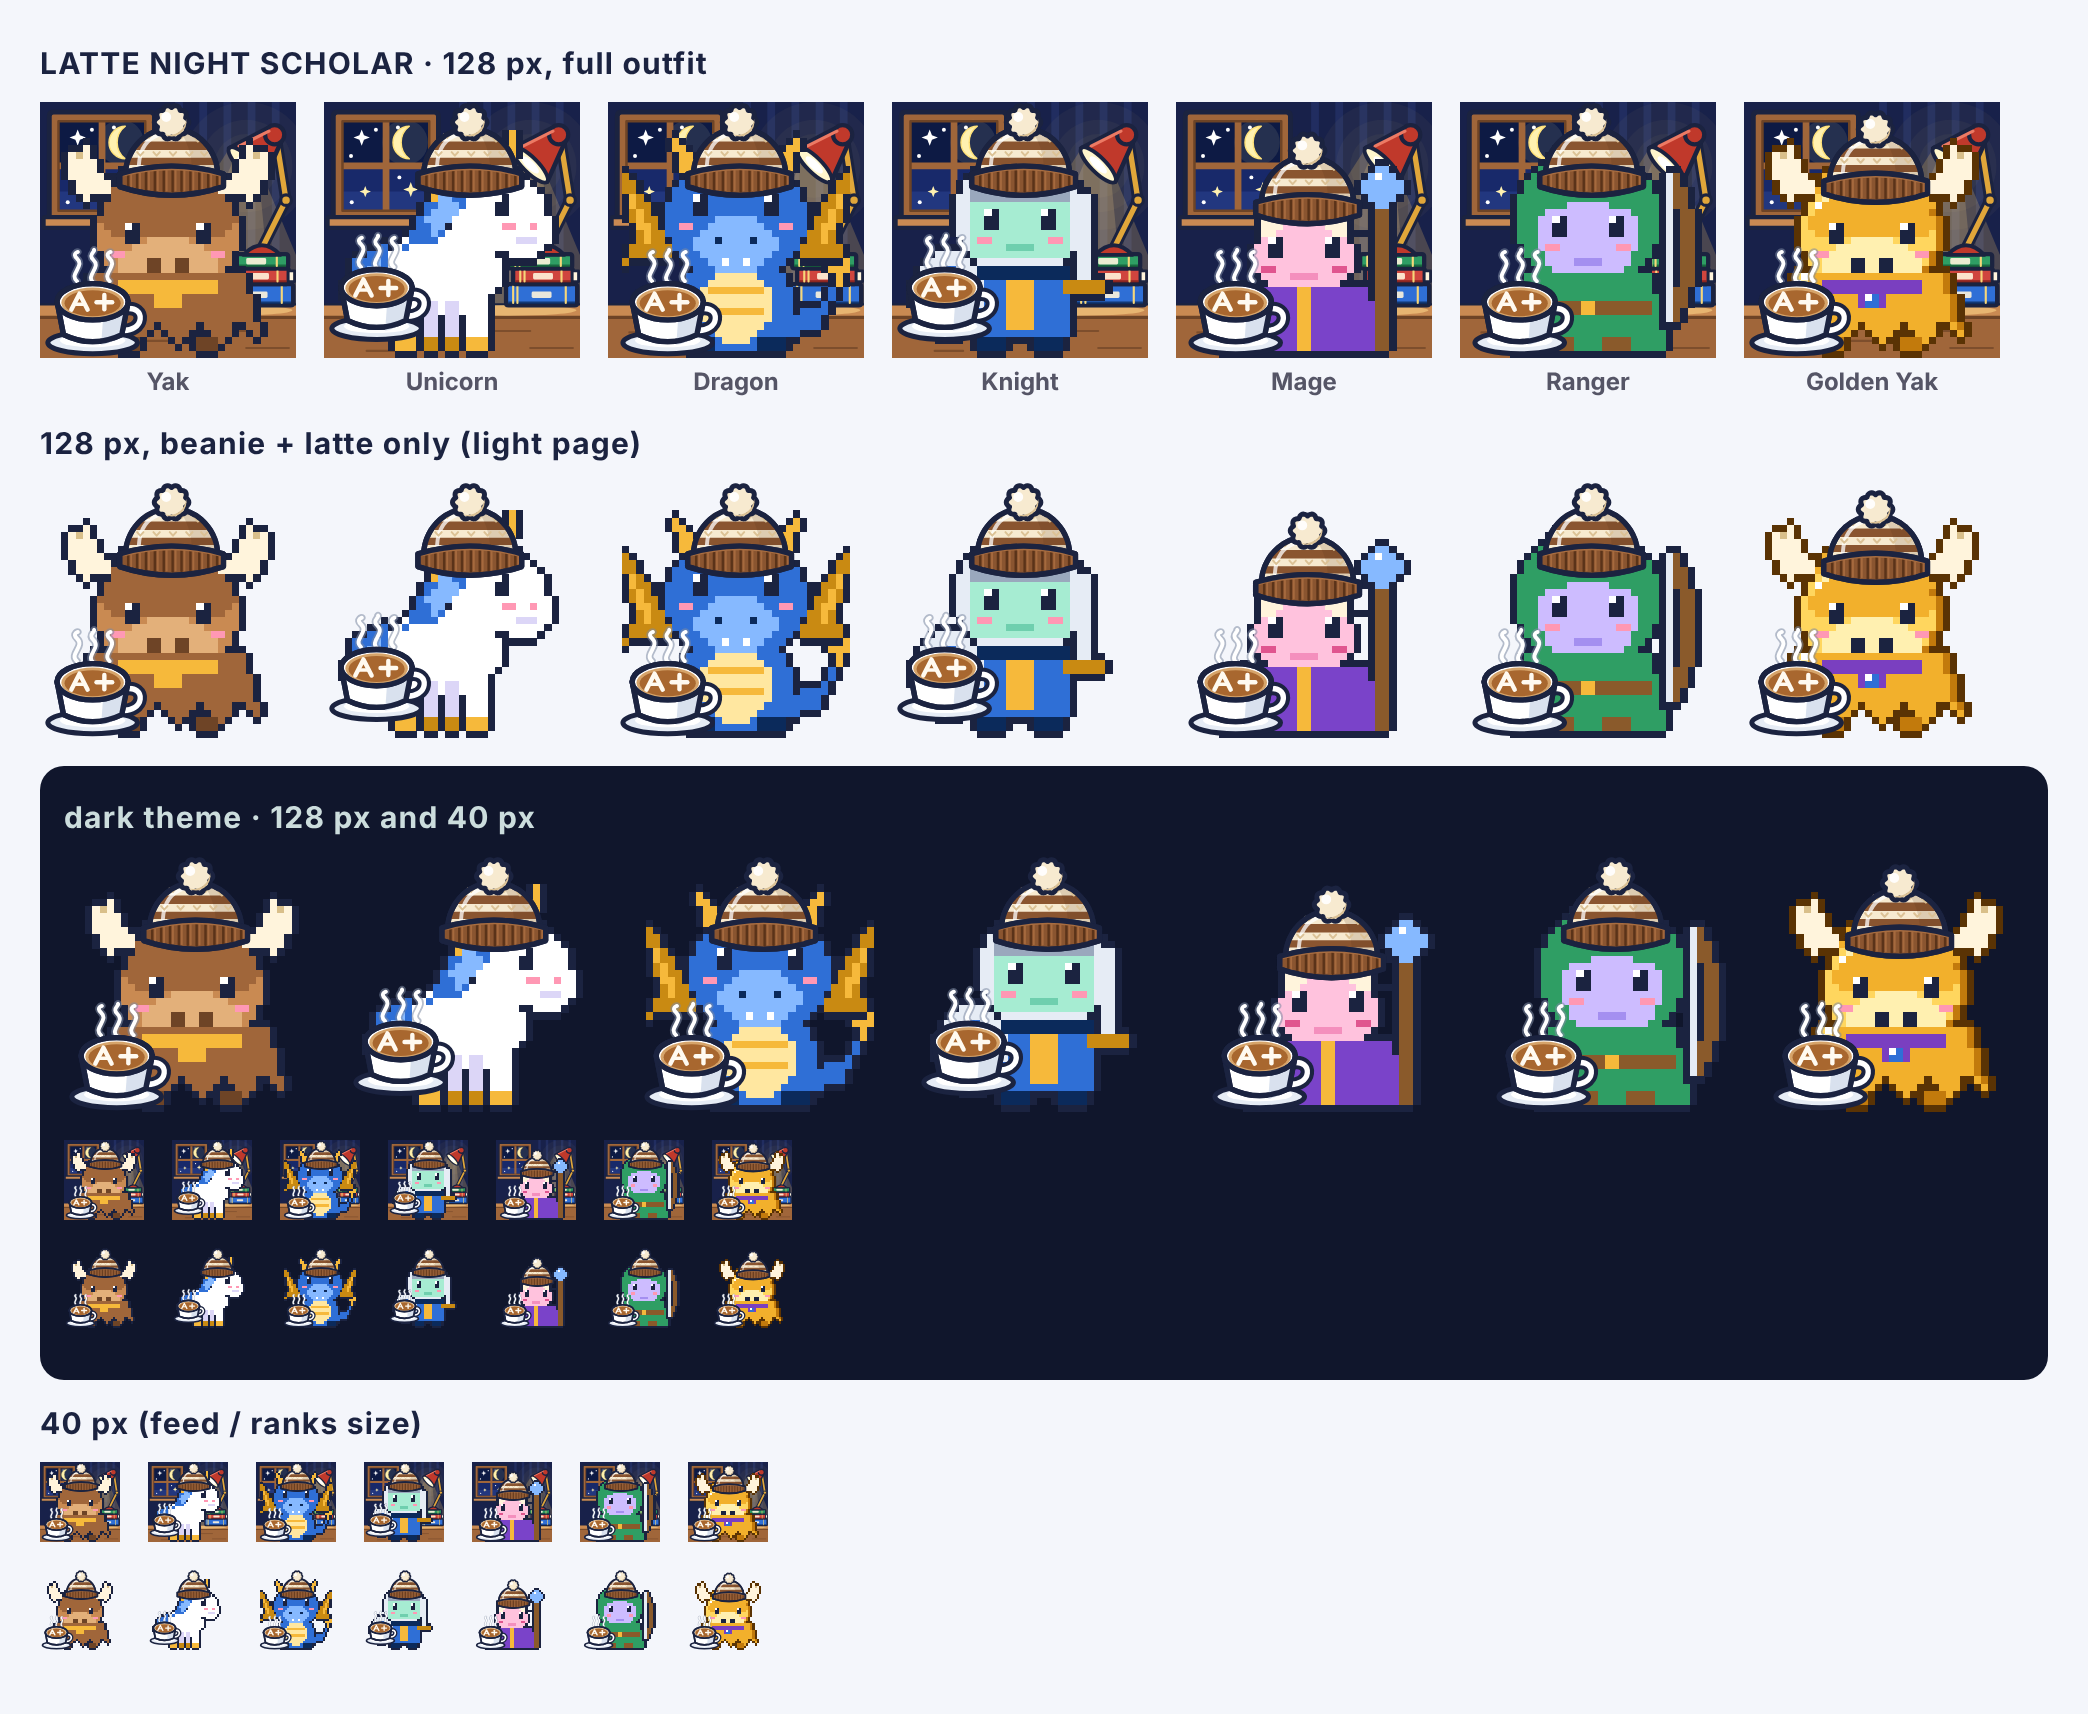 LATTE NIGHT SCHOLAR · 128 px, full outfit
A+ A+ A+ A+ A+ A+ A+
Yak Unicorn Dragon Knight Mage Ranger Golden Yak
128 px, beanie + latte only (light page)
A+ A+ A+ A+ A+ A+ A+
dark theme · 128 px and 40 px
A+ A+ A+ A+ A+ A+ A+
A+ A+ A+ A+ A+ A+ A+
A+ A+ A+ A+ A+ A+ A+
40 px (feed / ranks size)
A+ A+ A+ A+ A+ A+ A+
A+ A+ A+ A+ A+ A+ A+